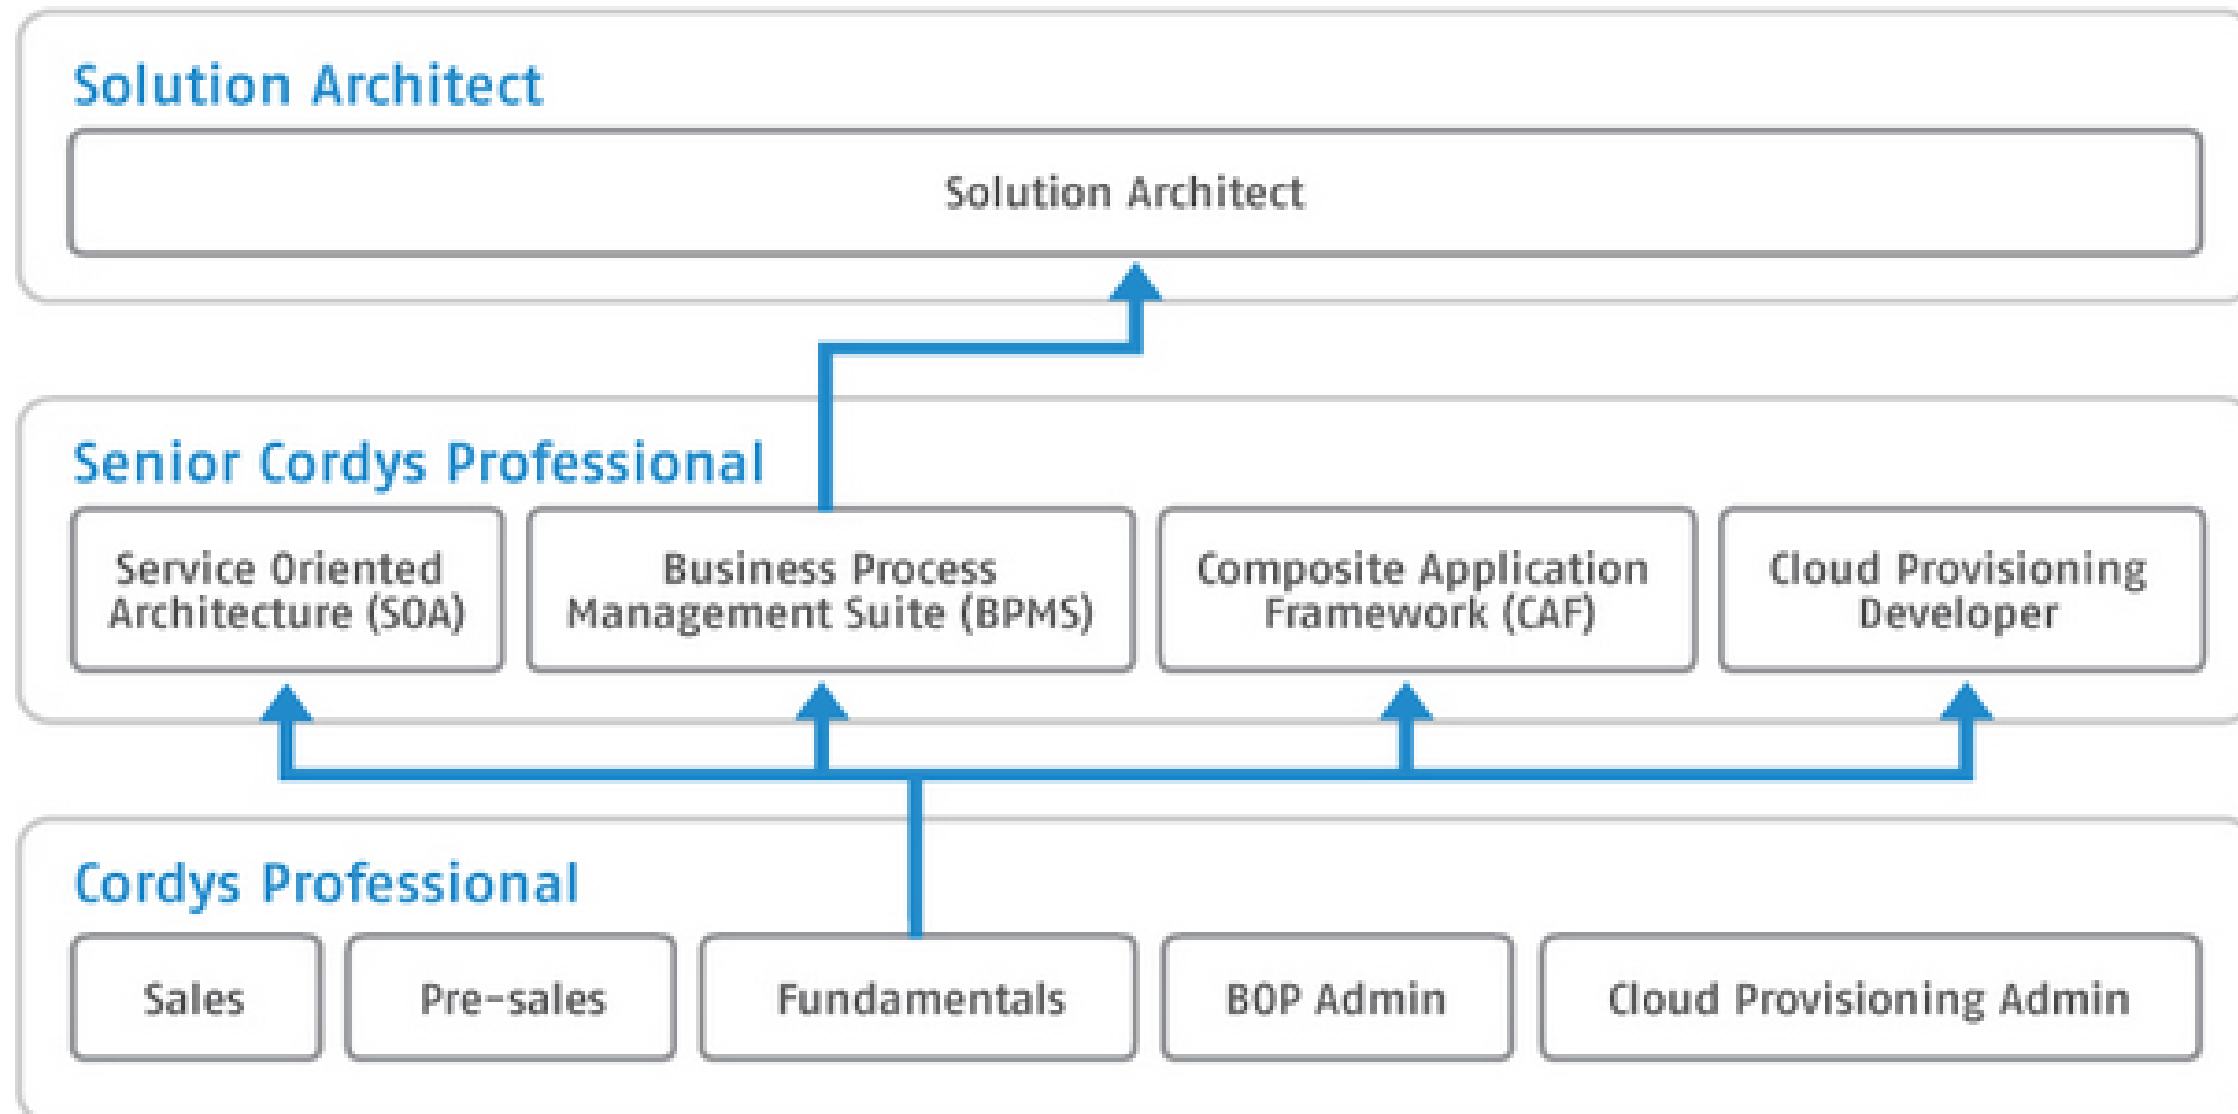 Solution Architect
Solution Architect
Senior Cordys Professional
Service Oriented
Architecture (SOA)
Business Process
Management Suite (BPMS)
Composite Application
Framework (CAF)
Cloud Provisioning
Developer
Cordys Professional
Sales
Pre-sales
Fundamentals
BOP Admin
Cloud Provisioning Admin